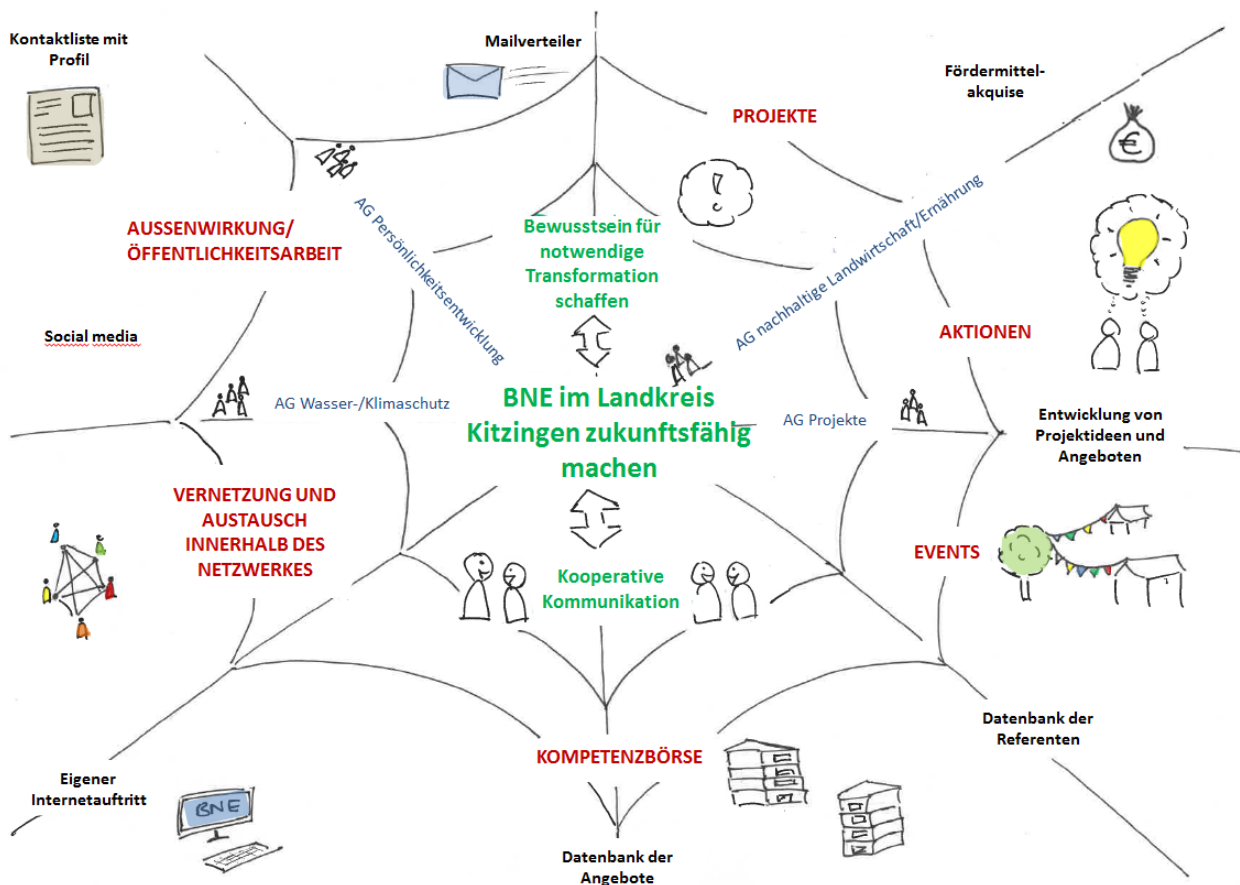 Kontaktliste mit
Profil
Mailverteiler
Fördermittel-
akquise
PROJEKTE
€
AUSSENWIRKUNG/
ÖFFENTLICHKEITSARBEIT
AG Persönlichkeitsentwicklung
Bewusstsein für
notwendige
Transformation
schaffen
AG nachhaltige Landwirtschaft/Ernährung
Social media
AKTIONEN
AG Wasser-/Klimaschutz
BNE im Landkreis
Kitzingen zukunftsfähig
machen
AG Projekte
Entwicklung von
Projektideen und
Angeboten
VERNETZUNG UND
AUSTAUSCH
INNERHALB DES
NETZWERKES
EVENTS
Kooperative
Kommunikation
Datenbank der
Referenten
KOMPETENZBÖRSE
Eigener
Internetauftritt
BNE
Datenbank der
Angebote